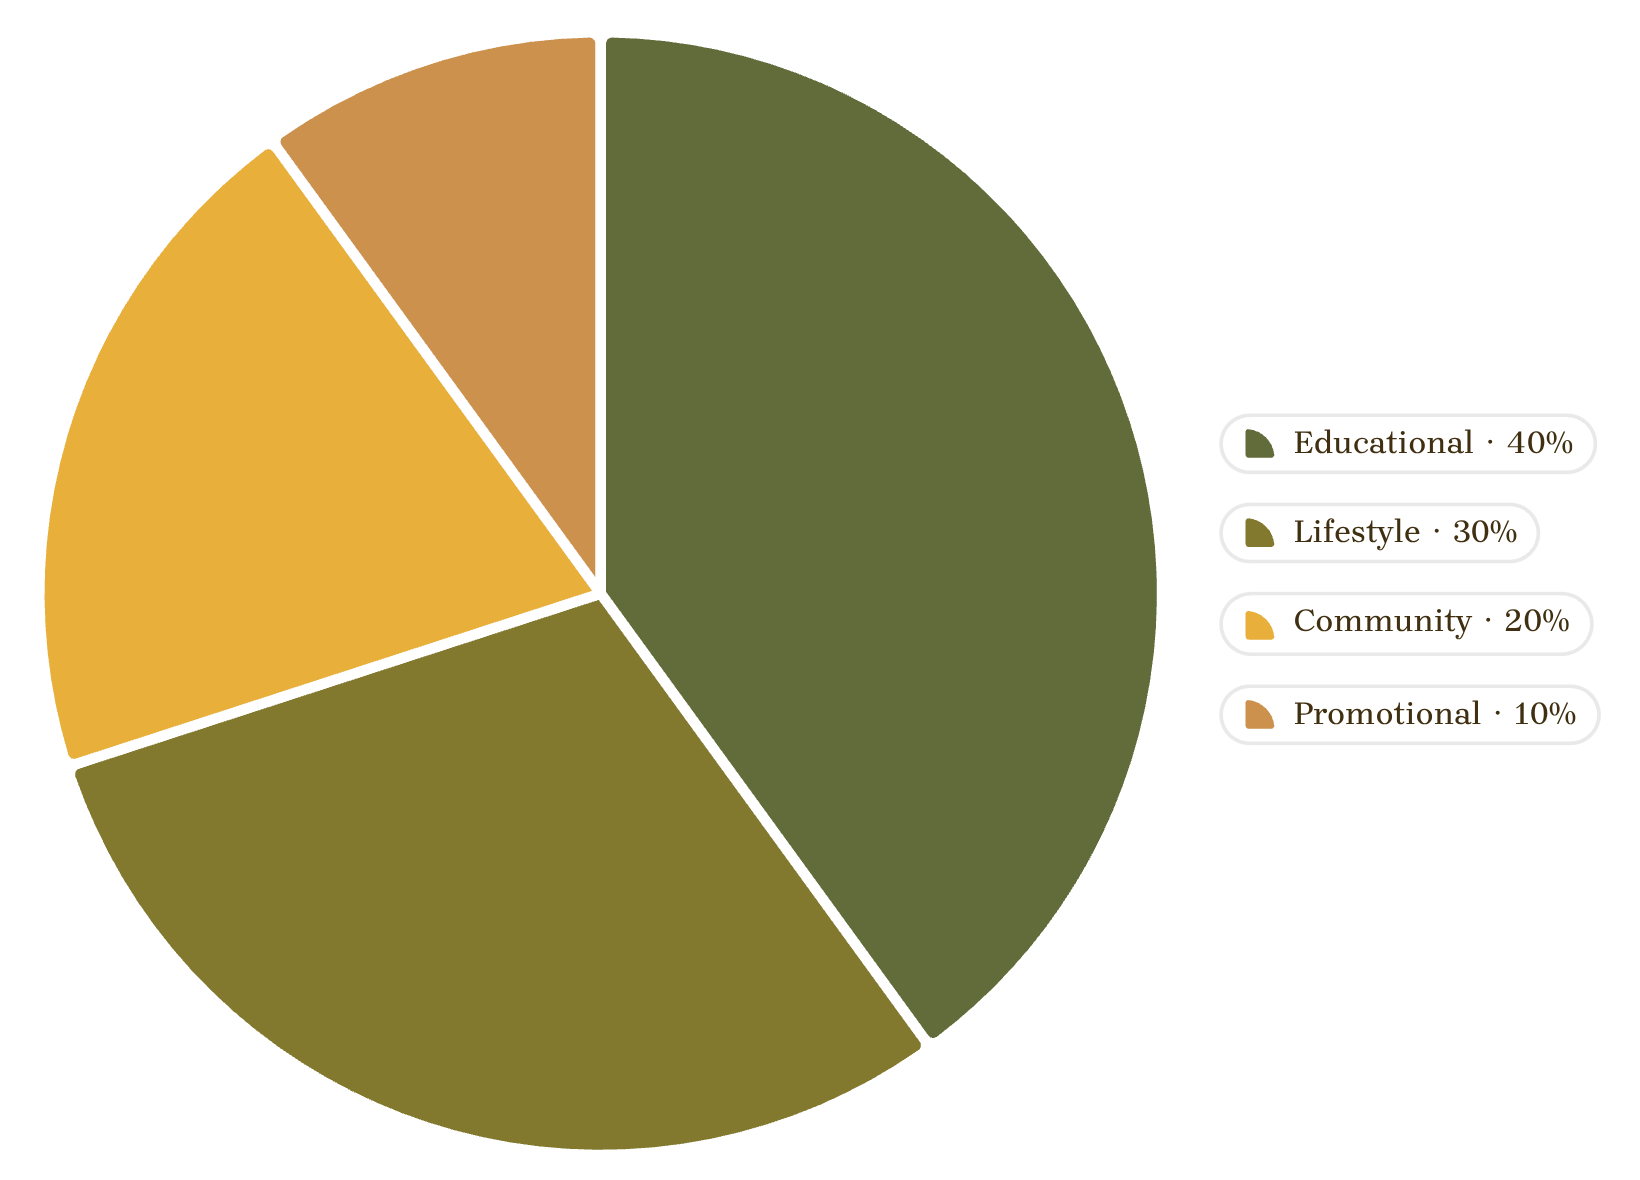 Educational · 40%
Lifestyle · 30%
Community · 20%
Promotional · 10%